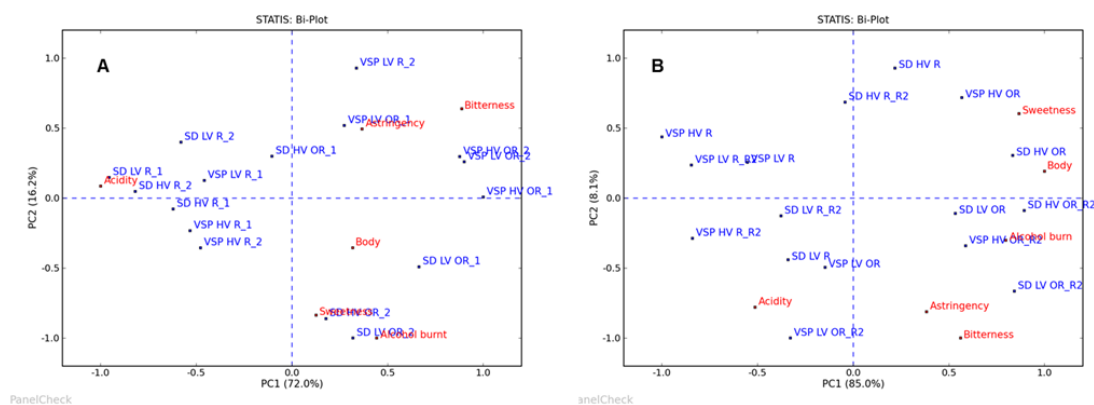 STATIS: Bi-Plot
A
VSP LV R_2
Bitterness
VSP LV OR_1
Astringency
SD LV R_2
SD HV OR_1
VSP HV OR_2
VSP LV OR_2
SD LV R_1
Acidity
SD HV R_2
VSP LV R_1
VSP HV OR_1
SD HV R_1
VSP HV R_1
VSP HV R_2
Body
SD LV OR_1
Sweetness
SD HV OR_2
SD LV OR_2
Alcohol burnt
1.0
0.5
0.0
-0.5
-1.0
PC2 (16.2%)
-1.0
-0.5
0.0
0.5
1.0
PC1 (72.0%)
PanelCheck
STATIS: Bi-Plot
B
SD HV R
SD HV R_R2
VSP HV OR
Sweetness
VSP HV R
SD HV OR
VSP LV R_R2
VSP LV R
Body
SD LV R_R2
SD LV OR
SD HV OR_R2
VSP HV R_R2
Alcohol burn
VSP HV OR_R2
SD LV R
VSP LV OR
SD LV OR_R2
Acidity
Astringency
VSP LV OR_R2
Bitterness
1.0
0.5
0.0
-0.5
-1.0
PC2 (8.1%)
-1.0
-0.5
0.0
0.5
1.0
PC1 (85.0%)
anelCheck